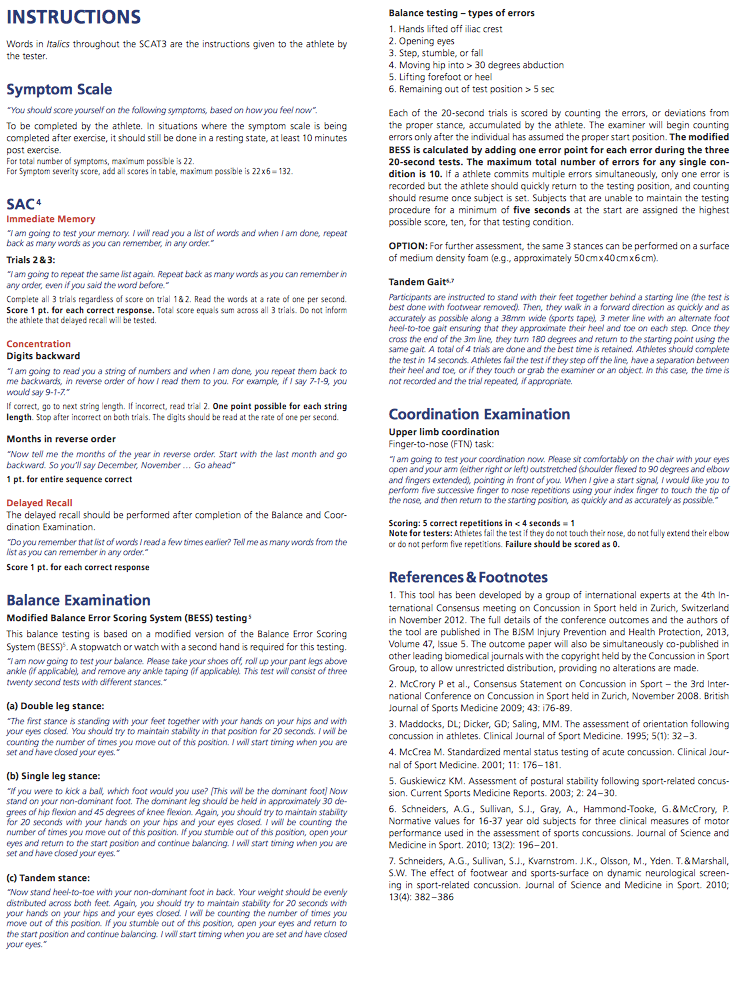 INSTRUCTIONS
Words in Italics throughout the SCAT3 are the instructions given to the athlete by
the tester.
Symptom Scale
“You should score yourself on the following symptoms, based on how you feel now”.
To be completed by the athlete. In situations where the symptom scale is being
completed after exercise, it should still be done in a resting state, at least 10 minutes
post exercise.
For total number of symptoms, maximum possible is 22.
For Symptom severity score, add all scores in table, maximum possible is 22 x 6 = 132.
SAC⁴
Immediate Memory
“I am going to test your memory. I will read you a list of words and when I am done, repeat
back as many words as you can remember, in any order.”
Trials 2 & 3:
“I am going to repeat the same list again. Repeat back as many words as you can remember in
any order, even if you said the word before.”
Complete all 3 trials regardless of score on trial 1 & 2. Read the words at a rate of one per second.
Score 1 pt. for each correct response. Total score equals sum across all 3 trials. Do not inform
the athlete that delayed recall will be tested.
Concentration
Digits backward
“I am going to read you a string of numbers and when I am done, you repeat them back to
me backwards, in reverse order of how I read them to you. For example, if I say 7-1-9, you
would say 9-1-7.”
If correct, go to next string length. If incorrect, read trial 2. One point possible for each string
length. Stop after incorrect on both trials. The digits should be read at the rate of one per second.
Months in reverse order
“Now tell me the months of the year in reverse order. Start with the last month and go
backward. So you’ll say December, November … Go ahead”
1 pt. for entire sequence correct
Delayed Recall
The delayed recall should be performed after completion of the Balance and Coor-
dination Examination.
“Do you remember that list of words I read a few times earlier? Tell me as many words from the
list as you can remember in any order.”
Score 1 pt. for each correct response
Balance Examination
Modified Balance Error Scoring System (BESS) testing⁵
This balance testing is based on a modified version of the Balance Error Scoring
System (BESS)⁵. A stopwatch or watch with a second hand is required for this testing.
“I am now going to test your balance. Please take your shoes off, roll up your pant legs above
ankle (if applicable), and remove any ankle taping (if applicable). This test will consist of three
twenty second tests with different stances.”
(a) Double leg stance:
“The first stance is standing with your feet together with your hands on your hips and with
your eyes closed. You should try to maintain stability in that position for 20 seconds. I will be
counting the number of times you move out of this position. I will start timing when you are
set and have closed your eyes.”
(b) Single leg stance:
“If you were to kick a ball, which foot would you use? [This will be the dominant foot] Now
stand on your non-dominant foot. The dominant leg should be held in approximately 30 de-
grees of hip flexion and 45 degrees of knee flexion. Again, you should try to maintain stability
for 20 seconds with your hands on your hips and your eyes closed. I will be counting the
number of times you move out of this position. If you stumble out of this position, open your
eyes and return to the start position and continue balancing. I will start timing when you are
set and have closed your eyes.”
(c) Tandem stance:
“Now stand heel-to-toe with your non-dominant foot in back. Your weight should be evenly
distributed across both feet. Again, you should try to maintain stability for 20 seconds with
your hands on your hips and your eyes closed. I will be counting the number of times you
move out of this position. If you stumble out of this position, open your eyes and return to
the start position and continue balancing. I will start timing when you are set and have closed
your eyes.”
Balance testing – types of errors
1. Hands lifted off iliac crest
2. Opening eyes
3. Step, stumble, or fall
4. Moving hip into > 30 degrees abduction
5. Lifting forefoot or heel
6. Remaining out of test position > 5 sec
Each of the 20-second trials is scored by counting the errors, or deviations from
the proper stance, accumulated by the athlete. The examiner will begin counting
errors only after the individual has assumed the proper start position. The modified
BESS is calculated by adding one error point for each error during the three
20-second tests. The maximum total number of errors for any single con-
dition is 10. If a athlete commits multiple errors simultaneously, only one error is
recorded but the athlete should quickly return to the testing position, and counting
should resume once subject is set. Subjects that are unable to maintain the testing
procedure for a minimum of five seconds at the start are assigned the highest
possible score, ten, for that testing condition.
OPTION: For further assessment, the same 3 stances can be performed on a surface
of medium density foam (e.g., approximately 50 cm x 40 cm x 6 cm).
Tandem Gait⁶,⁷
Participants are instructed to stand with their feet together behind a starting line (the test is
best done with footwear removed). Then, they walk in a forward direction as quickly and as
accurately as possible along a 38mm wide (sports tape), 3 meter line with an alternate foot
heel-to-toe gait ensuring that they approximate their heel and toe on each step. Once they
cross the end of the 3m line, they turn 180 degrees and return to the starting point using the
same gait. A total of 4 trials are done and the best time is retained. Athletes should complete
the test in 14 seconds. Athletes fail the test if they step off the line, have a separation between
their heel and toe, or if they touch or grab the examiner or an object. In this case, the time is
not recorded and the trial repeated, if appropriate.
Coordination Examination
Upper limb coordination
Finger-to-nose (FTN) task:
“I am going to test your coordination now. Please sit comfortably on the chair with your eyes
open and your arm (either right or left) outstretched (shoulder flexed to 90 degrees and elbow
and fingers extended), pointing in front of you. When I give a start signal, I would like you to
perform five successive finger to nose repetitions using your index finger to touch the tip of
the nose, and then return to the starting position, as quickly and as accurately as possible.”
Scoring: 5 correct repetitions in < 4 seconds = 1
Note for testers: Athletes fail the test if they do not touch their nose, do not fully extend their elbow
or do not perform five repetitions. Failure should be scored as 0.
References & Footnotes
1. This tool has been developed by a group of international experts at the 4th In-
ternational Consensus meeting on Concussion in Sport held in Zurich, Switzerland
in November 2012. The full details of the conference outcomes and the authors of
the tool are published in The BJSM Injury Prevention and Health Protection, 2013,
Volume 47, Issue 5. The outcome paper will also be simultaneously co-published in
other leading biomedical journals with the copyright held by the Concussion in Sport
Group, to allow unrestricted distribution, providing no alterations are made.
2. McCrory P et al., Consensus Statement on Concussion in Sport – the 3rd Inter-
national Conference on Concussion in Sport held in Zurich, November 2008. British
Journal of Sports Medicine 2009; 43: i76-89.
3. Maddocks, DL; Dicker, GD; Saling, MM. The assessment of orientation following
concussion in athletes. Clinical Journal of Sport Medicine. 1995; 5(1): 32 – 3.
4. McCrea M. Standardized mental status testing of acute concussion. Clinical Jour-
nal of Sport Medicine. 2001; 11: 176 – 181.
5. Guskiewicz KM. Assessment of postural stability following sport-related concus-
sion. Current Sports Medicine Reports. 2003; 2: 24 – 30.
6. Schneiders, A.G., Sullivan, S.J., Gray, A., Hammond-Tooke, G. & McCrory, P.
Normative values for 16-37 year old subjects for three clinical measures of motor
performance used in the assessment of sports concussions. Journal of Science and
Medicine in Sport. 2010; 13(2): 196 – 201.
7. Schneiders, A.G., Sullivan, S.J., Kvarnstrom. J.K., Olsson, M., Yden. T. & Marshall,
S.W. The effect of footwear and sports-surface on dynamic neurological screen-
ing in sport-related concussion. Journal of Science and Medicine in Sport. 2010;
13(4): 382 – 386